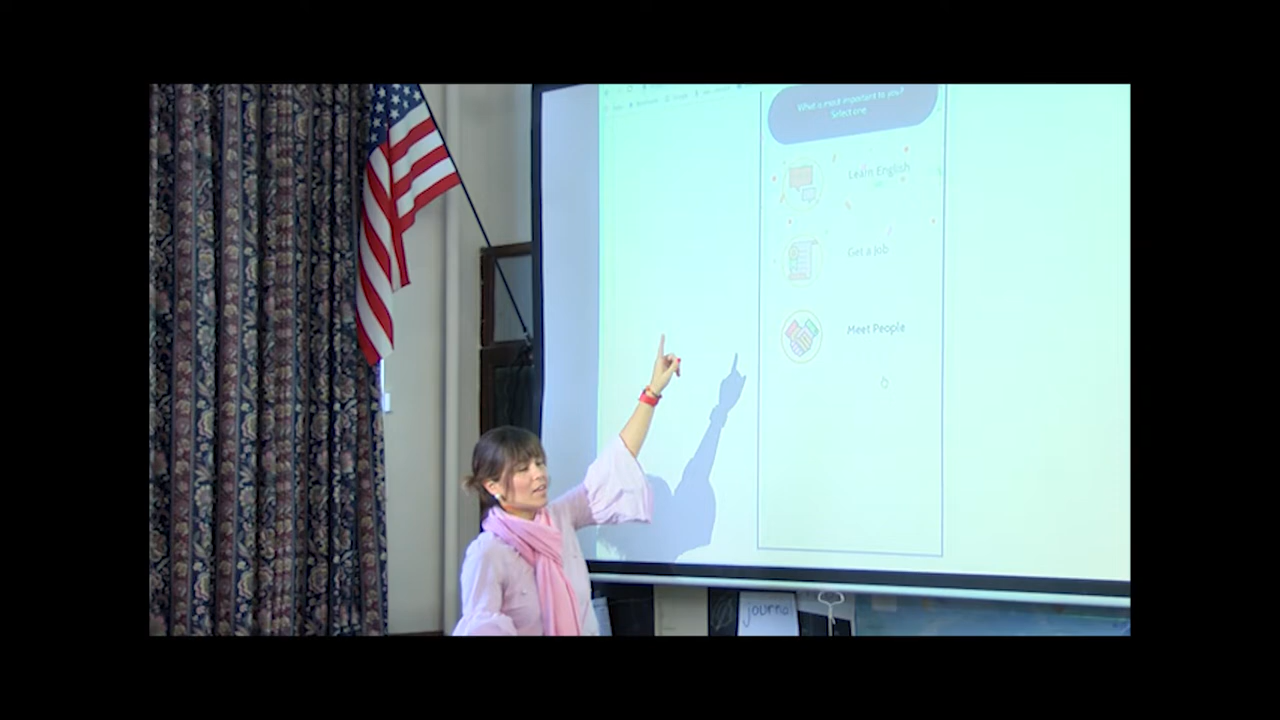 What is most important to you?
Select one
Learn English
Get a Job
Meet People
journal